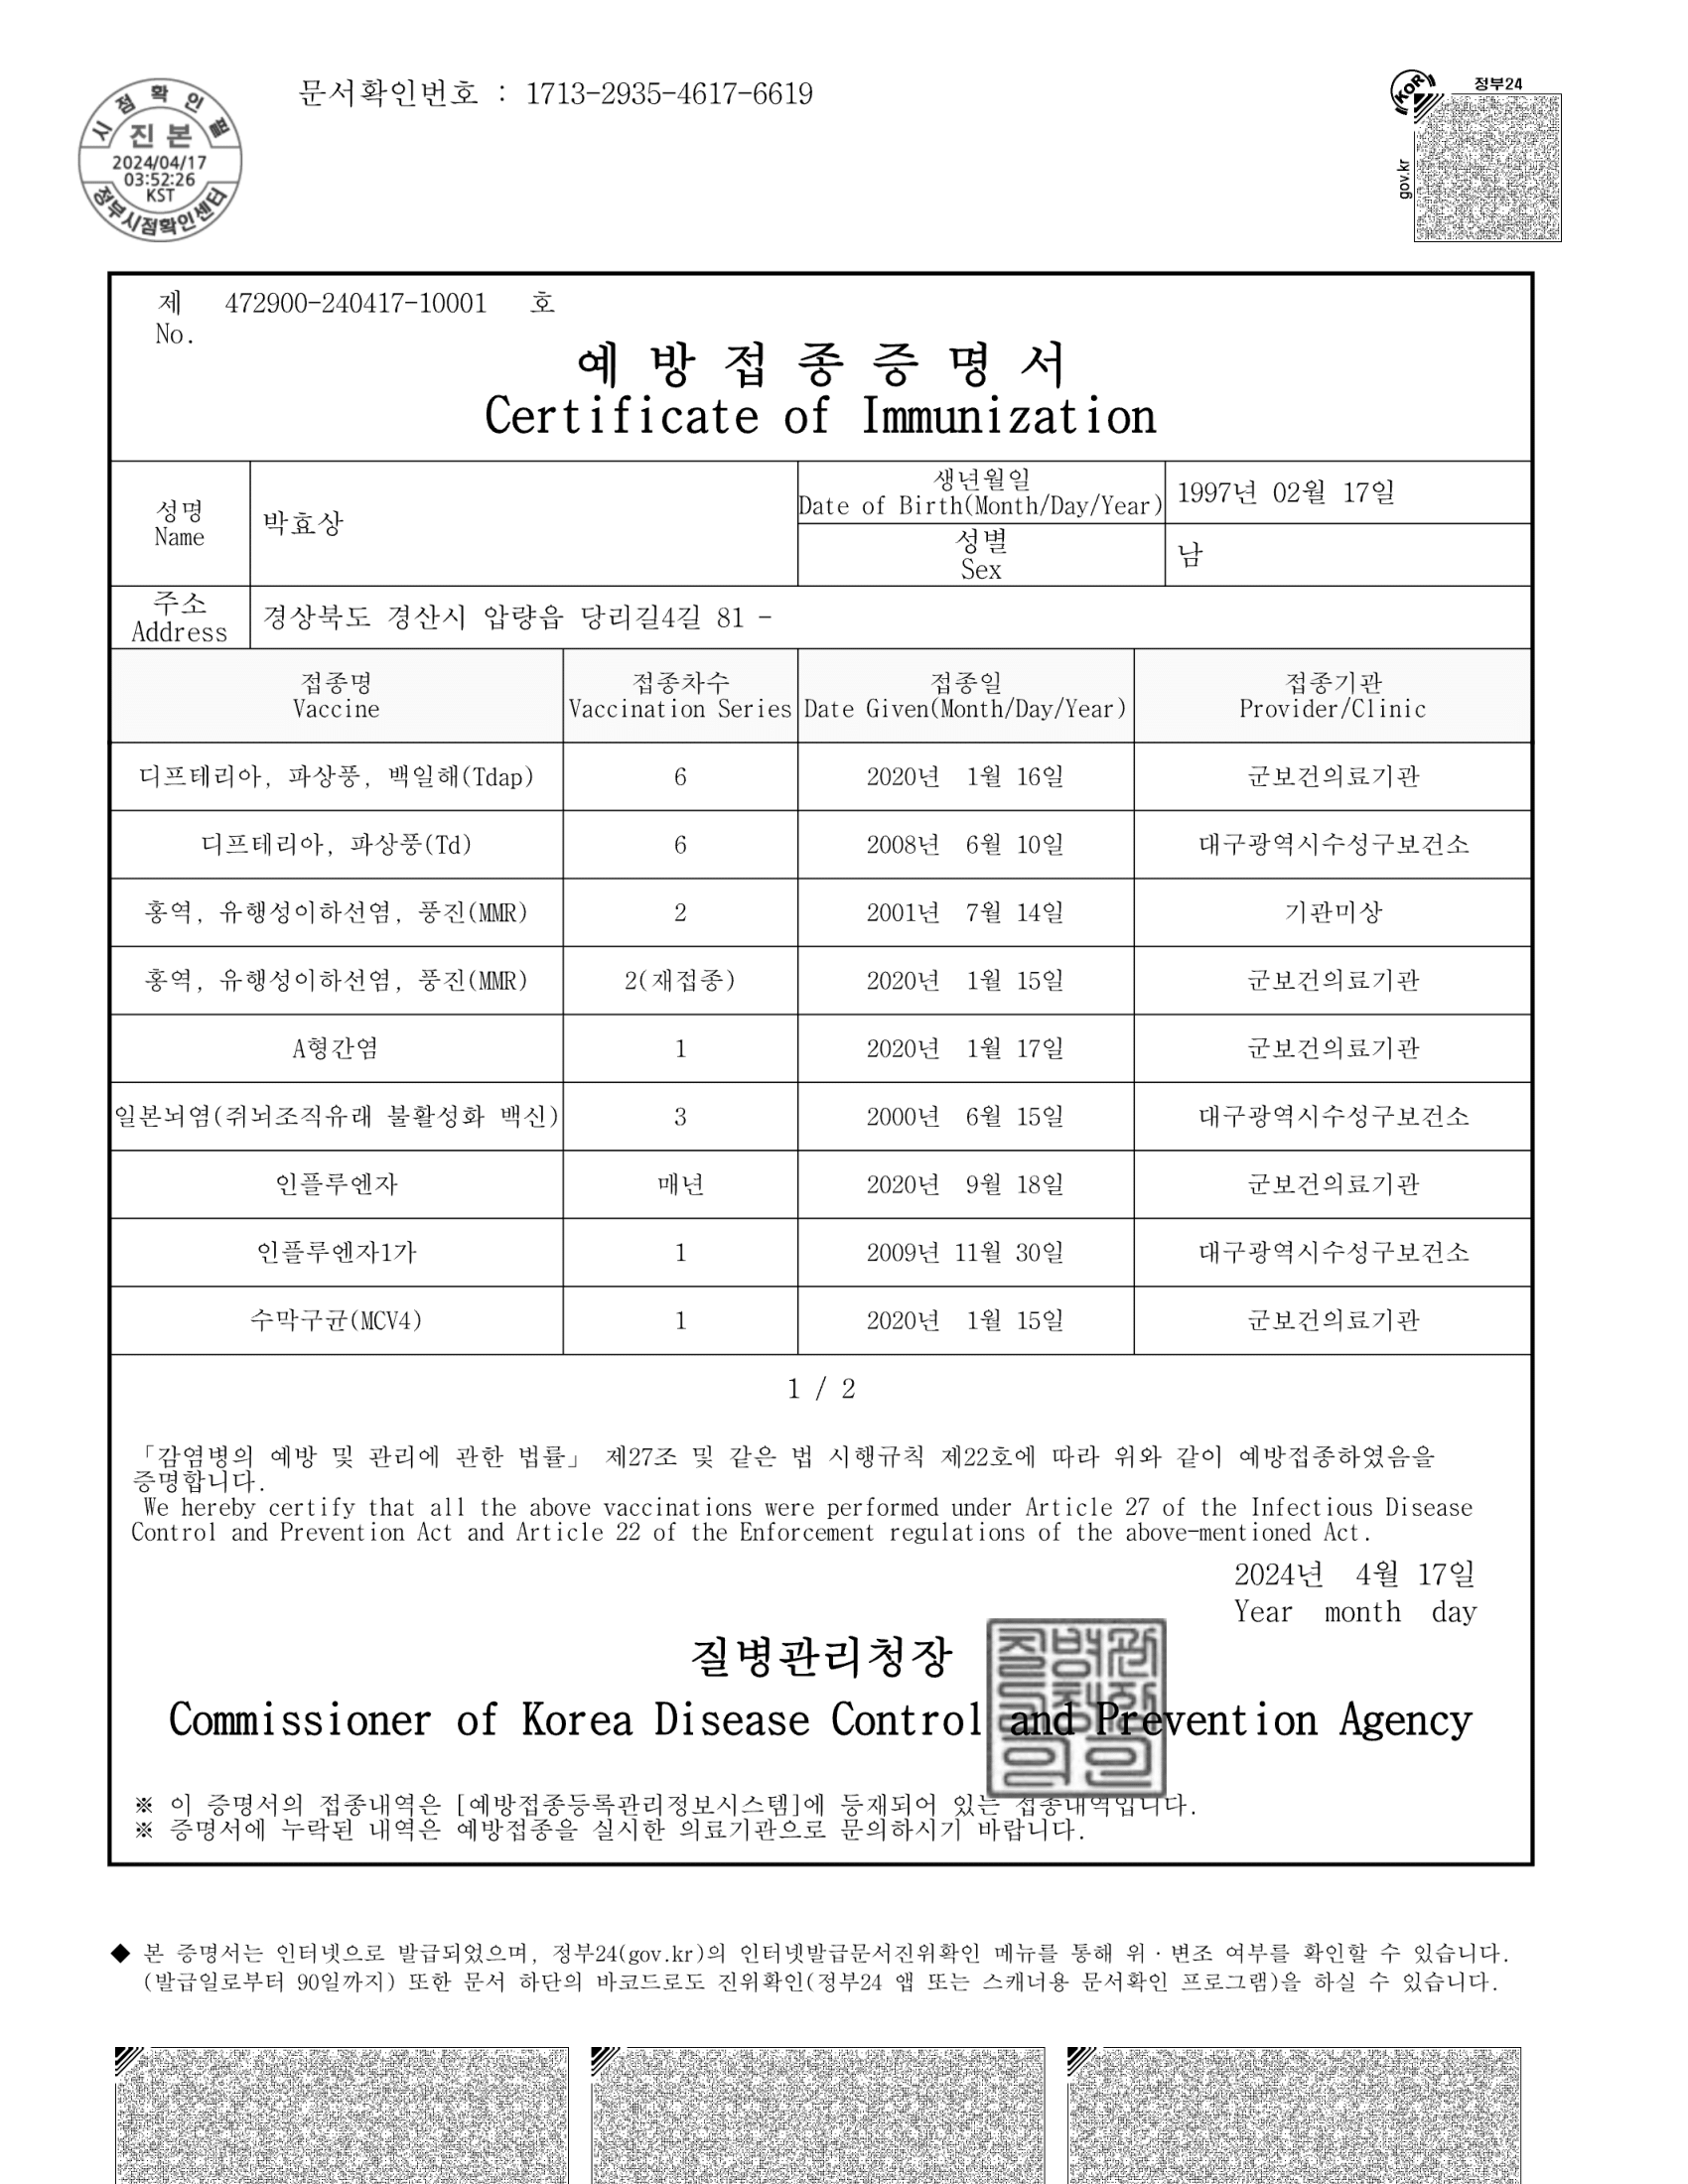 시점확인필
진본
2024/04/17
03:52:26
KST
정부시점확인센터
문서확인번호 : 1713-2935-4617-6619
KOR
정부24
gov.kr
제 472900-240417-10001 호
No.
예 방 접 종 증 명 서
Certificate of Immunization
성명
Name
박효상
생년월일
Date of Birth(Month/Day/Year)
1997년 02월 17일
성별
Sex
남
주소
Address
경상북도 경산시 압량읍 당리길4길 81 -
접종명 접종차수 접종일 접종기관
Vaccine Vaccination Series Date Given(Month/Day/Year) Provider/Clinic
디프테리아, 파상풍, 백일해(Tdap) 6 2020년 1월 16일 군보건의료기관
디프테리아, 파상풍(Td) 6 2008년 6월 10일 대구광역시수성구보건소
홍역, 유행성이하선염, 풍진(MMR) 2 2001년 7월 14일 기관미상
홍역, 유행성이하선염, 풍진(MMR) 2(재접종) 2020년 1월 15일 군보건의료기관
A형간염 1 2020년 1월 17일 군보건의료기관
일본뇌염(쥐뇌조직유래 불활성화 백신) 3 2000년 6월 15일 대구광역시수성구보건소
인플루엔자 매년 2020년 9월 18일 군보건의료기관
인플루엔자1가 1 2009년 11월 30일 대구광역시수성구보건소
수막구균(MCV4) 1 2020년 1월 15일 군보건의료기관
1 / 2
「감염병의 예방 및 관리에 관한 법률」 제27조 및 같은 법 시행규칙 제22호에 따라 위와 같이 예방접종하였음을
증명합니다.
We hereby certify that all the above vaccinations were performed under Article 27 of the Infectious Disease
Control and Prevention Act and Article 22 of the Enforcement regulations of the above-mentioned Act.
2024년 4월 17일
Year month day
질병관리청장
질병관리청장의인
Commissioner of Korea Disease Control and Prevention Agency
※ 이 증명서의 접종내역은 [예방접종등록관리정보시스템]에 등재되어 있는 접종내역입니다.
※ 증명서에 누락된 내역은 예방접종을 실시한 의료기관으로 문의하시기 바랍니다.
◆ 본 증명서는 인터넷으로 발급되었으며, 정부24(gov.kr)의 인터넷발급문서진위확인 메뉴를 통해 위·변조 여부를 확인할 수 있습니다.
(발급일로부터 90일까지) 또한 문서 하단의 바코드로도 진위확인(정부24 앱 또는 스캐너용 문서확인 프로그램)을 하실 수 있습니다.